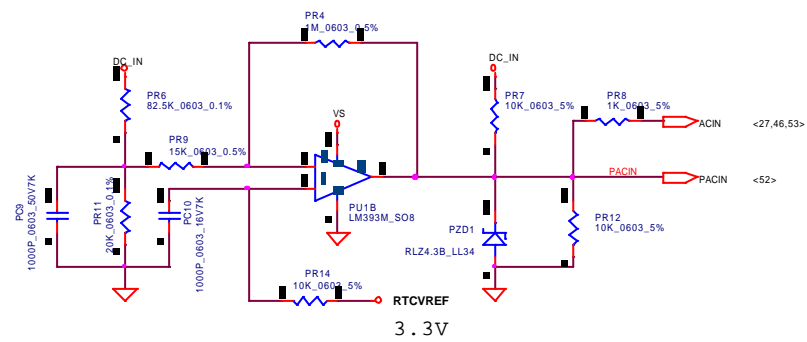 PR4
1M_0603_0.5%
DC_IN
DC_IN
PR6
82.5K_0603_0.1%
PR7
10K_0603_5%
PR8
1K_0603_5%
VS
ACIN
<27,46,53>
PR9
15K_0603_0.5%
PACIN
PACIN
<52>
PC9
1000P_0603_50V7K
PR11
20K_0603_0.1%
PC10
1000P_0603_16V7K
PU1B
LM393M_SO8
PZD1
RLZ4.3B_LL34
PR12
10K_0603_5%
PR14
10K_0603_5%
RTCVREF
3.3V